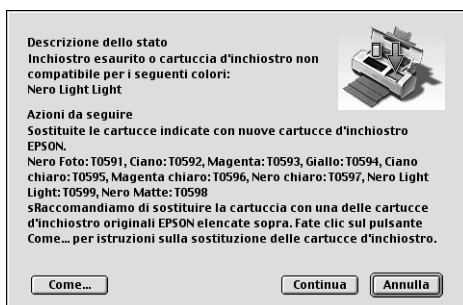 Descrizione dello stato
Inchiostro esaurito o cartuccia d'inchiostro non
compatibile per i seguenti colori:
Nero Light Light
Azioni da seguire
Sostituite le cartucce indicate con nuove cartucce d'inchiostro
EPSON.
Nero Foto: T0591, Ciano: T0592, Magenta: T0593, Giallo: T0594, Ciano
chiaro: T0595, Magenta chiaro: T0596, Nero chiaro: T0597, Nero Light
Light: T0599, Nero Matte: T0598
sRaccomandiamo di sostituire la cartuccia con una delle cartucce
d'inchiostro originali EPSON elencate sopra. Fate clic sul pulsante
Come... per istruzioni sulla sostituzione delle cartucce d'inchiostro.
Come... Continua Annulla